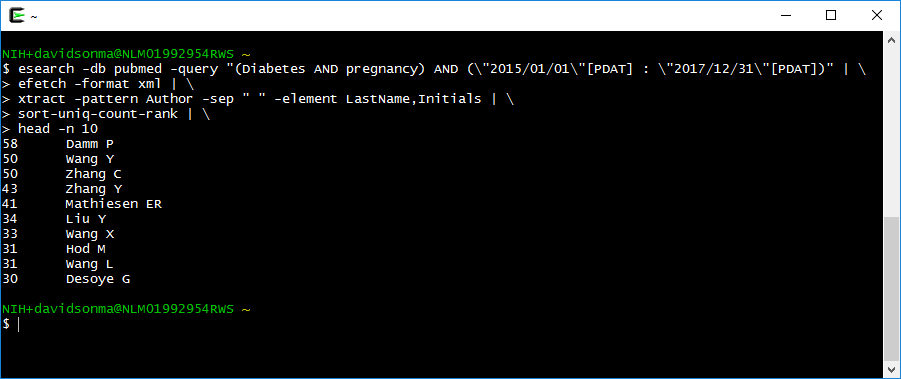 ~
NIH+davidsonma@NLM01992954RWS ~
$ esearch -db pubmed -query "(Diabetes AND pregnancy) AND (\"2015/01/01\"[PDAT] : \"2017/12/31\"[PDAT])" | \
> efetch -format xml | \
> xtract -pattern Author -sep " " -element LastName,Initials | \
> sort-uniq-count-rank | \
> head -n 10
58 Damm P
50 Wang Y
50 Zhang C
43 Zhang Y
41 Mathiesen ER
34 Liu Y
33 Wang X
31 Hod M
31 Wang L
30 Desoye G
NIH+davidsonma@NLM01992954RWS ~
$